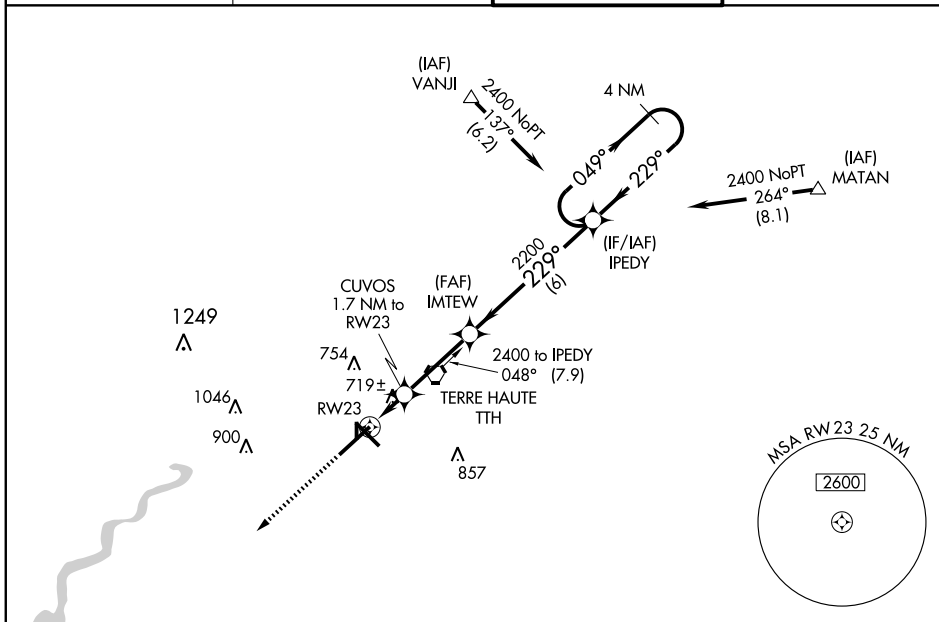 (IAF)
VANJI
2400 NoPT
137°
(6.2)
4 NM
049°
229°
2400 NoPT
264°
(8.1)
(IAF)
MATAN
(IF/IAF)
IPEDY
2200
229°
(6)
(FAF)
IMTEW
CUVOS
1.7 NM to
RW23
1249
754
719±
2400 to IPEDY
048° (7.9)
TERRE HAUTE
TTH
1046
RW23
900
857
MSA RW 23 25 NM
2600